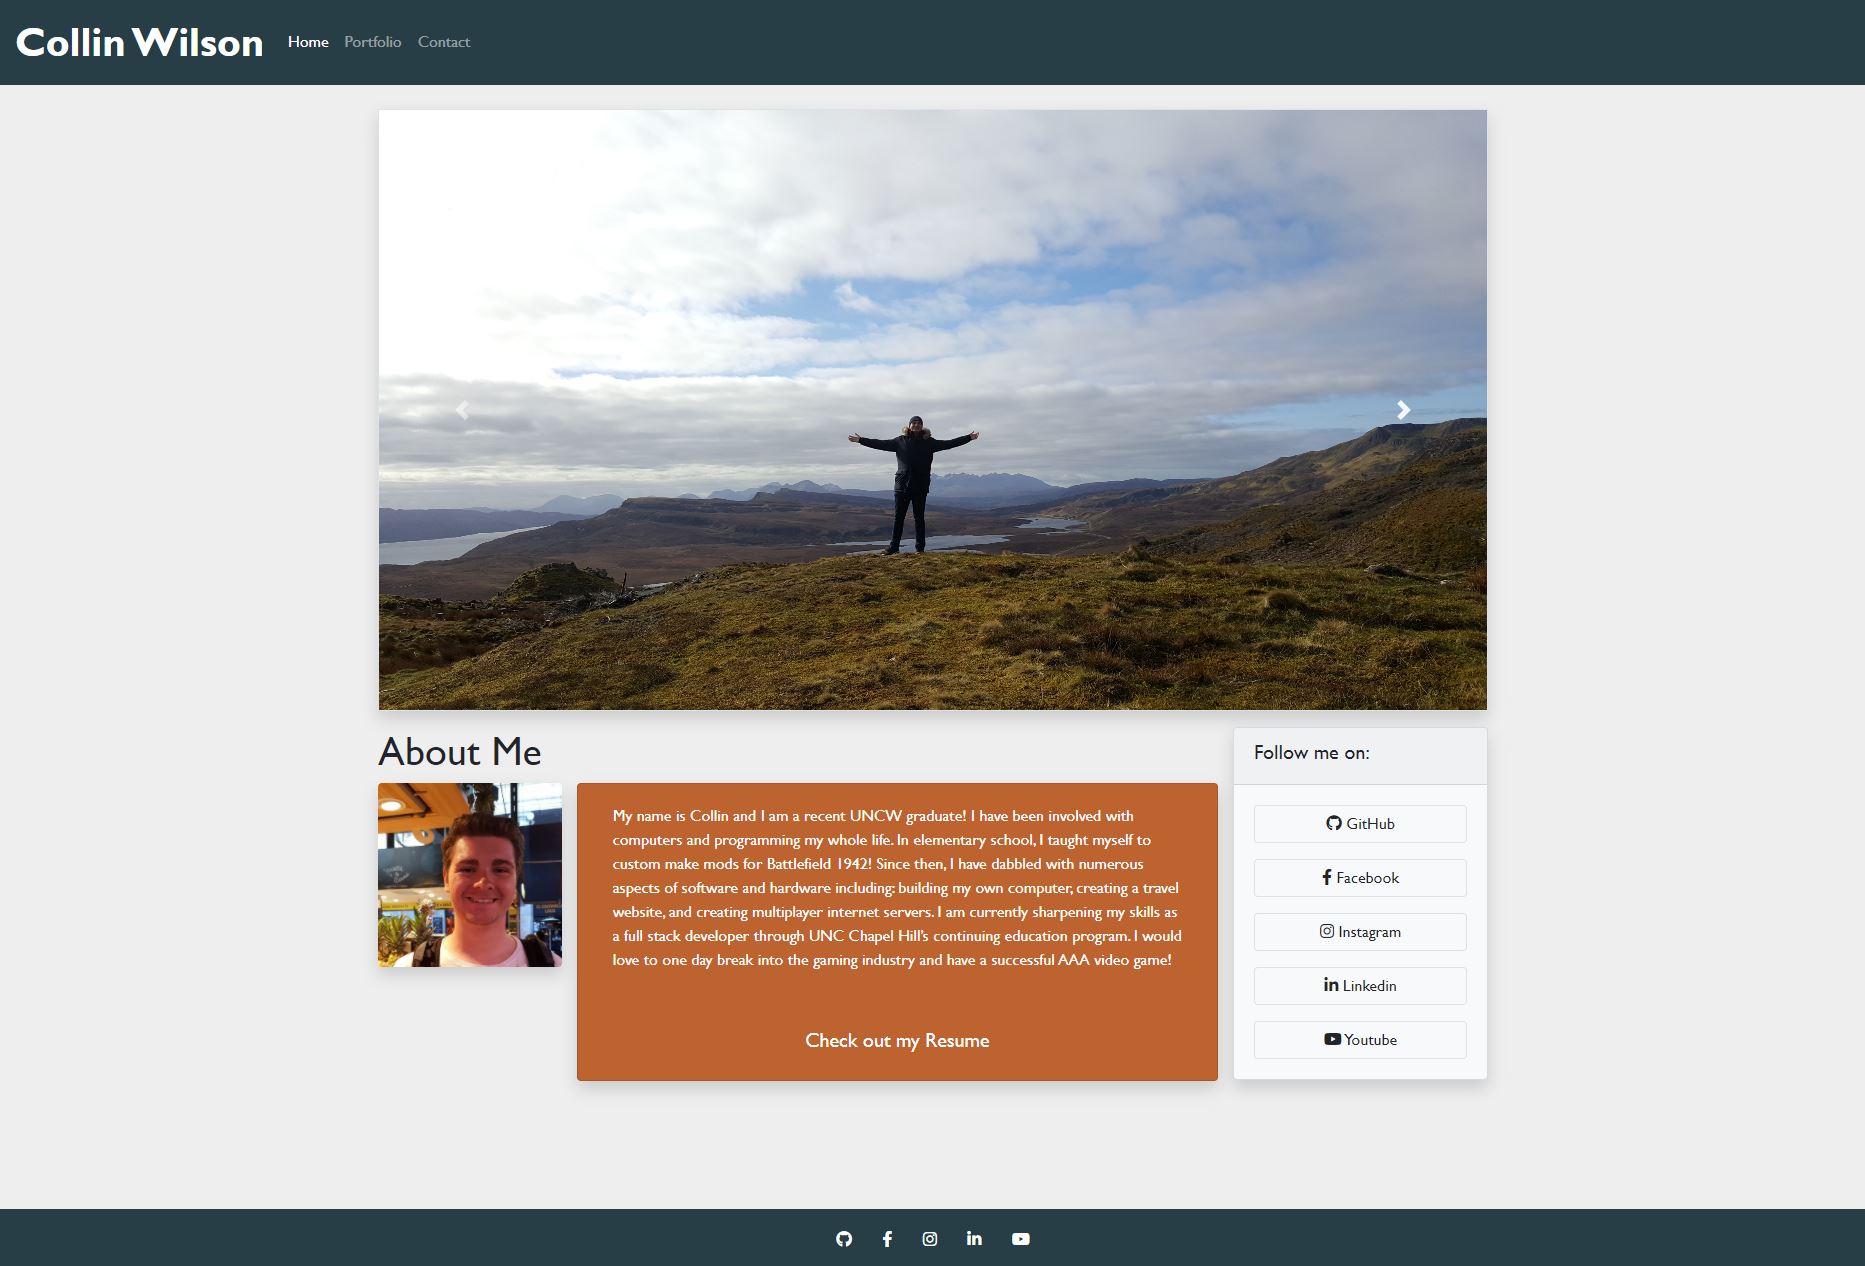 Collin Wilson
Home
Portfolio
Contact
About Me
My name is Collin and I am a recent UNCW graduate! I have been involved with
computers and programming my whole life. In elementary school, I taught myself to
custom make mods for Battlefield 1942! Since then, I have dabbled with numerous
aspects of software and hardware including: building my own computer, creating a travel
website, and creating multiplayer internet servers. I am currently sharpening my skills as
a full stack developer through UNC Chapel Hill's continuing education program. I would
love to one day break into the gaming industry and have a successful AAA video game!
Check out my Resume
Follow me on:
GitHub
Facebook
Instagram
Linkedin
Youtube